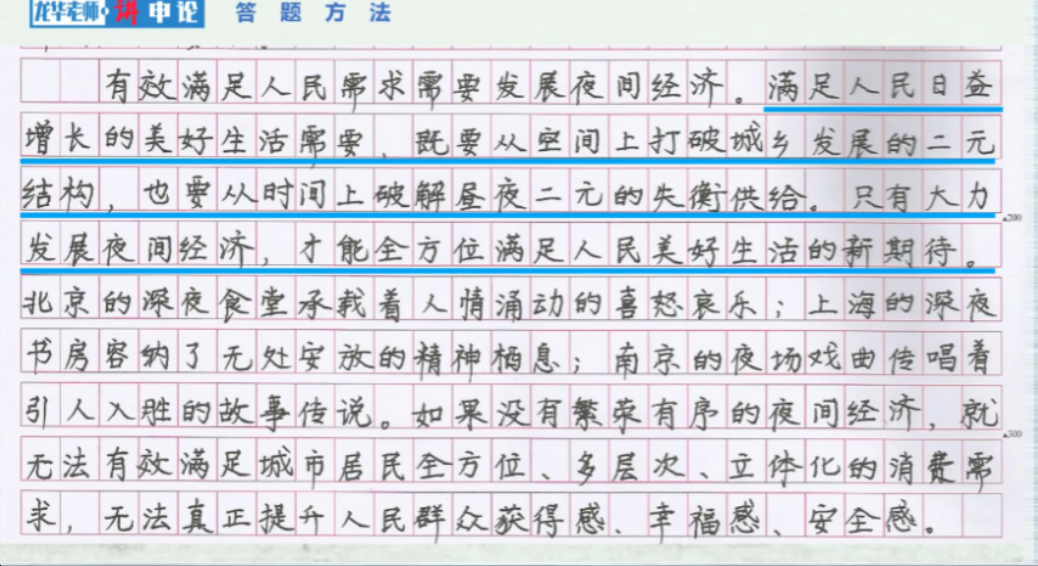 龙华老师·讲申论 答题方法
有效满足人民需求需要发展夜间经济。满足人民日益
增长的美好生活需要，既要从空间上打破城乡发展的二元
结构，也要从时间上破解昼夜二元的失衡供给。只有大力
200
发展夜间经济，才能全方位满足人民美好生活的新期待。
北京的深夜食堂承载着人情涌动的喜怒哀乐；上海的深夜
书房容纳了无处安放的精神栖息；南京的夜场戏曲传唱着
引人入胜的故事传说。如果没有繁荣有序的夜间经济，就
300
无法有效满足城市居民全方位、多层次、立体化的消费需
求，无法真正提升人民群众获得感、幸福感、安全感。